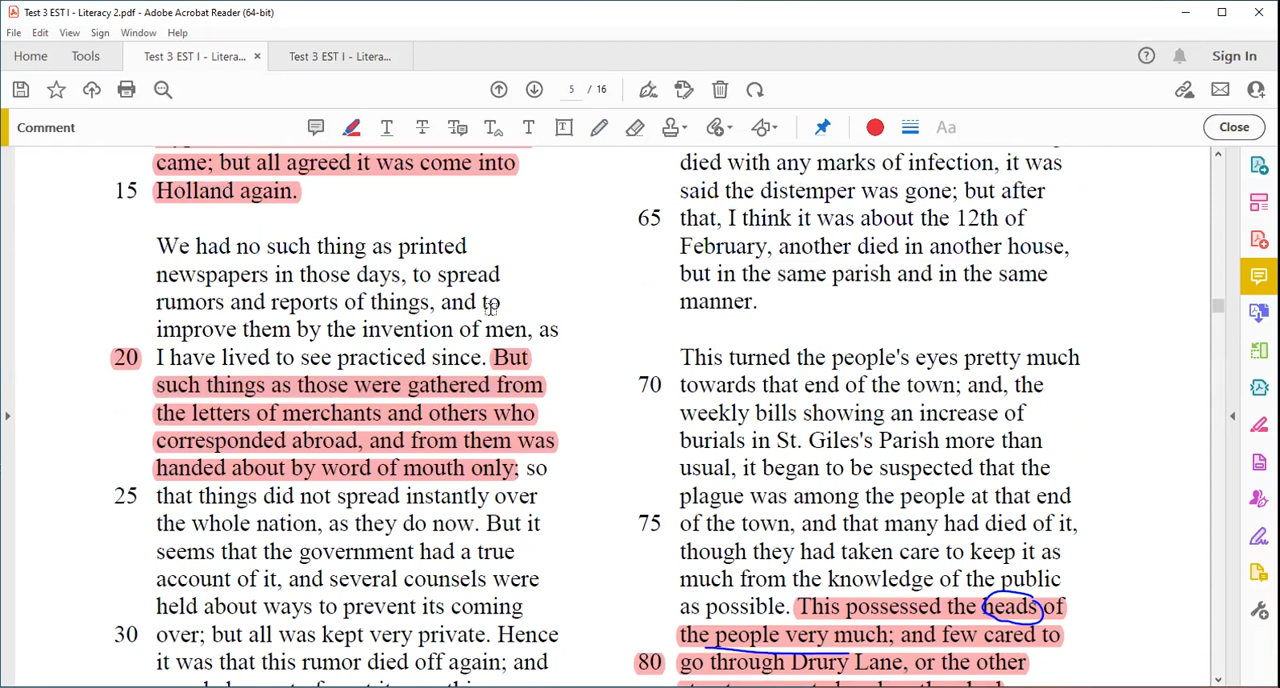 Test 3 EST I - Literacy 2.pdf - Adobe Acrobat Reader (64-bit)
File Edit View Sign Window Help
Home Tools Test 3 EST I - Litera... × Test 3 EST I - Litera... Sign In
5 / 16
Comment Aa Close
came; but all agreed it was come into
15 Holland again.
We had no such thing as printed
newspapers in those days, to spread
rumors and reports of things, and to
improve them by the invention of men, as
20 I have lived to see practiced since. But
such things as those were gathered from
the letters of merchants and others who
corresponded abroad, and from them was
handed about by word of mouth only; so
25 that things did not spread instantly over
the whole nation, as they do now. But it
seems that the government had a true
account of it, and several counsels were
held about ways to prevent its coming
30 over; but all was kept very private. Hence
it was that this rumor died off again; and
died with any marks of infection, it was
said the distemper was gone; but after
65 that, I think it was about the 12th of
February, another died in another house,
but in the same parish and in the same
manner.
This turned the people's eyes pretty much
70 towards that end of the town; and, the
weekly bills showing an increase of
burials in St. Giles's Parish more than
usual, it began to be suspected that the
plague was among the people at that end
75 of the town, and that many had died of it,
though they had taken care to keep it as
much from the knowledge of the public
as possible. This possessed the heads of
the people very much; and few cared to
80 go through Drury Lane, or the other